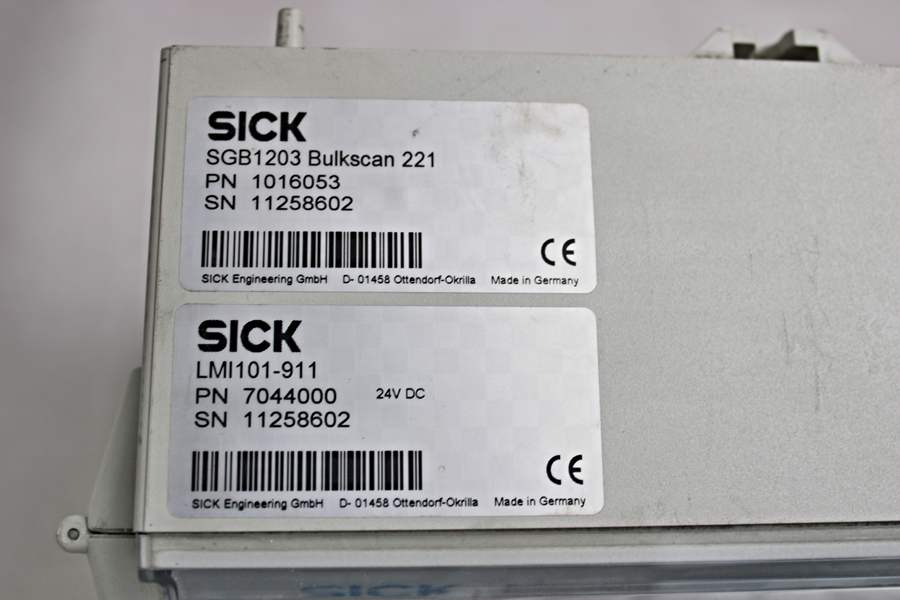 SICK
SGB1203 Bulkscan 221
PN 1016053
SN 11258602
CE
SICK Engineering GmbH D- 01458 Ottendorf-Okrilla Made in Germany
SICK
LMI101-911
PN 7044000 24V DC
SN 11258602
CE
SICK Engineering GmbH D- 01458 Ottendorf-Okrilla Made in Germany
SICK